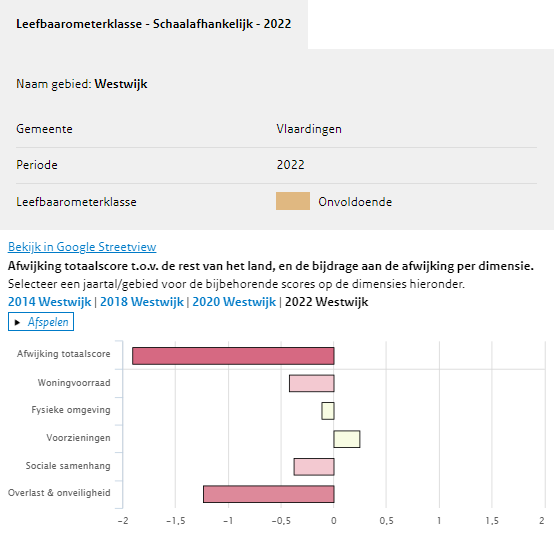 Leefbaarometerklasse - Schaalafhankelijk - 2022
Naam gebied: Westwijk
Gemeente Vlaardingen
Periode 2022
Leefbaarometerklasse Onvoldoende
Bekijk in Google Streetview
Afwijking totaalscore t.o.v. de rest van het land, en de bijdrage aan de afwijking per dimensie.
Selecteer een jaartal/gebied voor de bijbehorende scores op de dimensies hieronder.
2014 Westwijk | 2018 Westwijk | 2020 Westwijk | 2022 Westwijk
Afspelen
Afwijking totaalscore
Woningvoorraad
Fysieke omgeving
Voorzieningen
Sociale samenhang
Overlast & onveiligheid
-2 -1,5 -1 -0,5 0 0,5 1 1,5 2